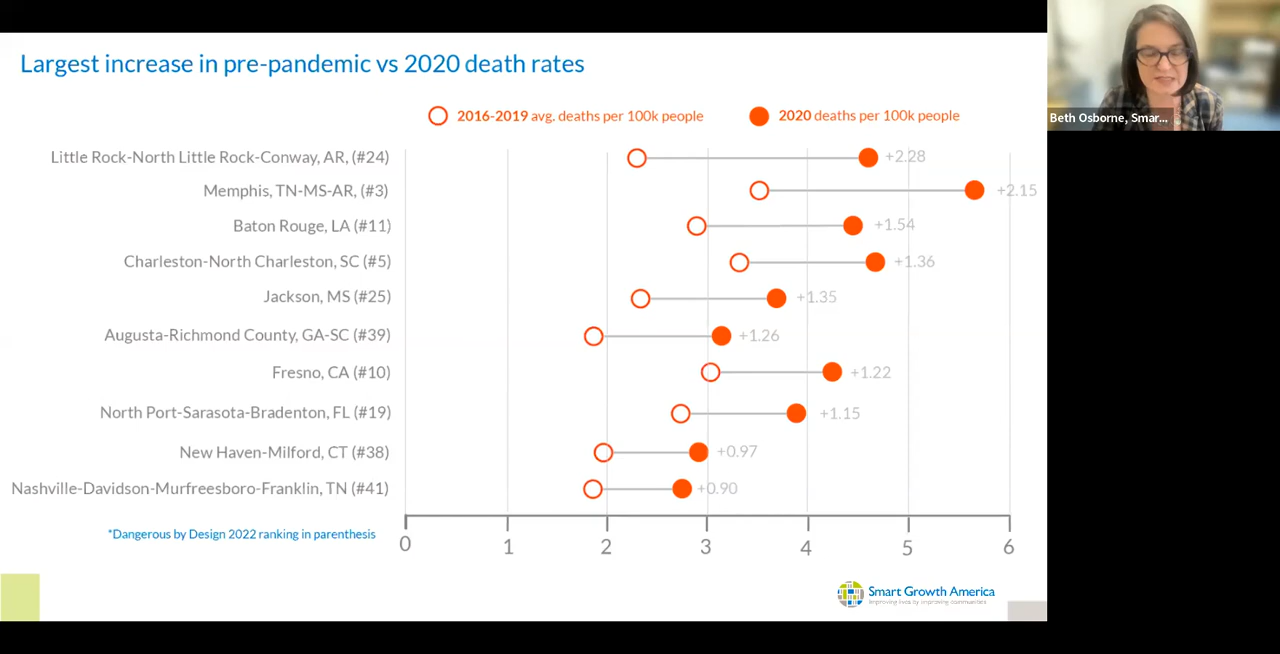 Largest increase in pre-pandemic vs 2020 death rates
2016-2019 avg. deaths per 100k people
2020 deaths per 100k people
Little Rock-North Little Rock-Conway, AR, (#24)
+2.28
Memphis, TN-MS-AR, (#3)
+2.15
Baton Rouge, LA (#11)
+1.54
Charleston-North Charleston, SC (#5)
+1.36
Jackson, MS (#25)
+1.35
Augusta-Richmond County, GA-SC (#39)
+1.26
Fresno, CA (#10)
+1.22
North Port-Sarasota-Bradenton, FL (#19)
+1.15
New Haven-Milford, CT (#38)
+0.97
Nashville-Davidson-Murfreesboro-Franklin, TN (#41)
+0.90
*Dangerous by Design 2022 ranking in parenthesis
0 1 2 3 4 5 6
Smart Growth America
Improving lives by improving communities
Beth Osborne, Smar...